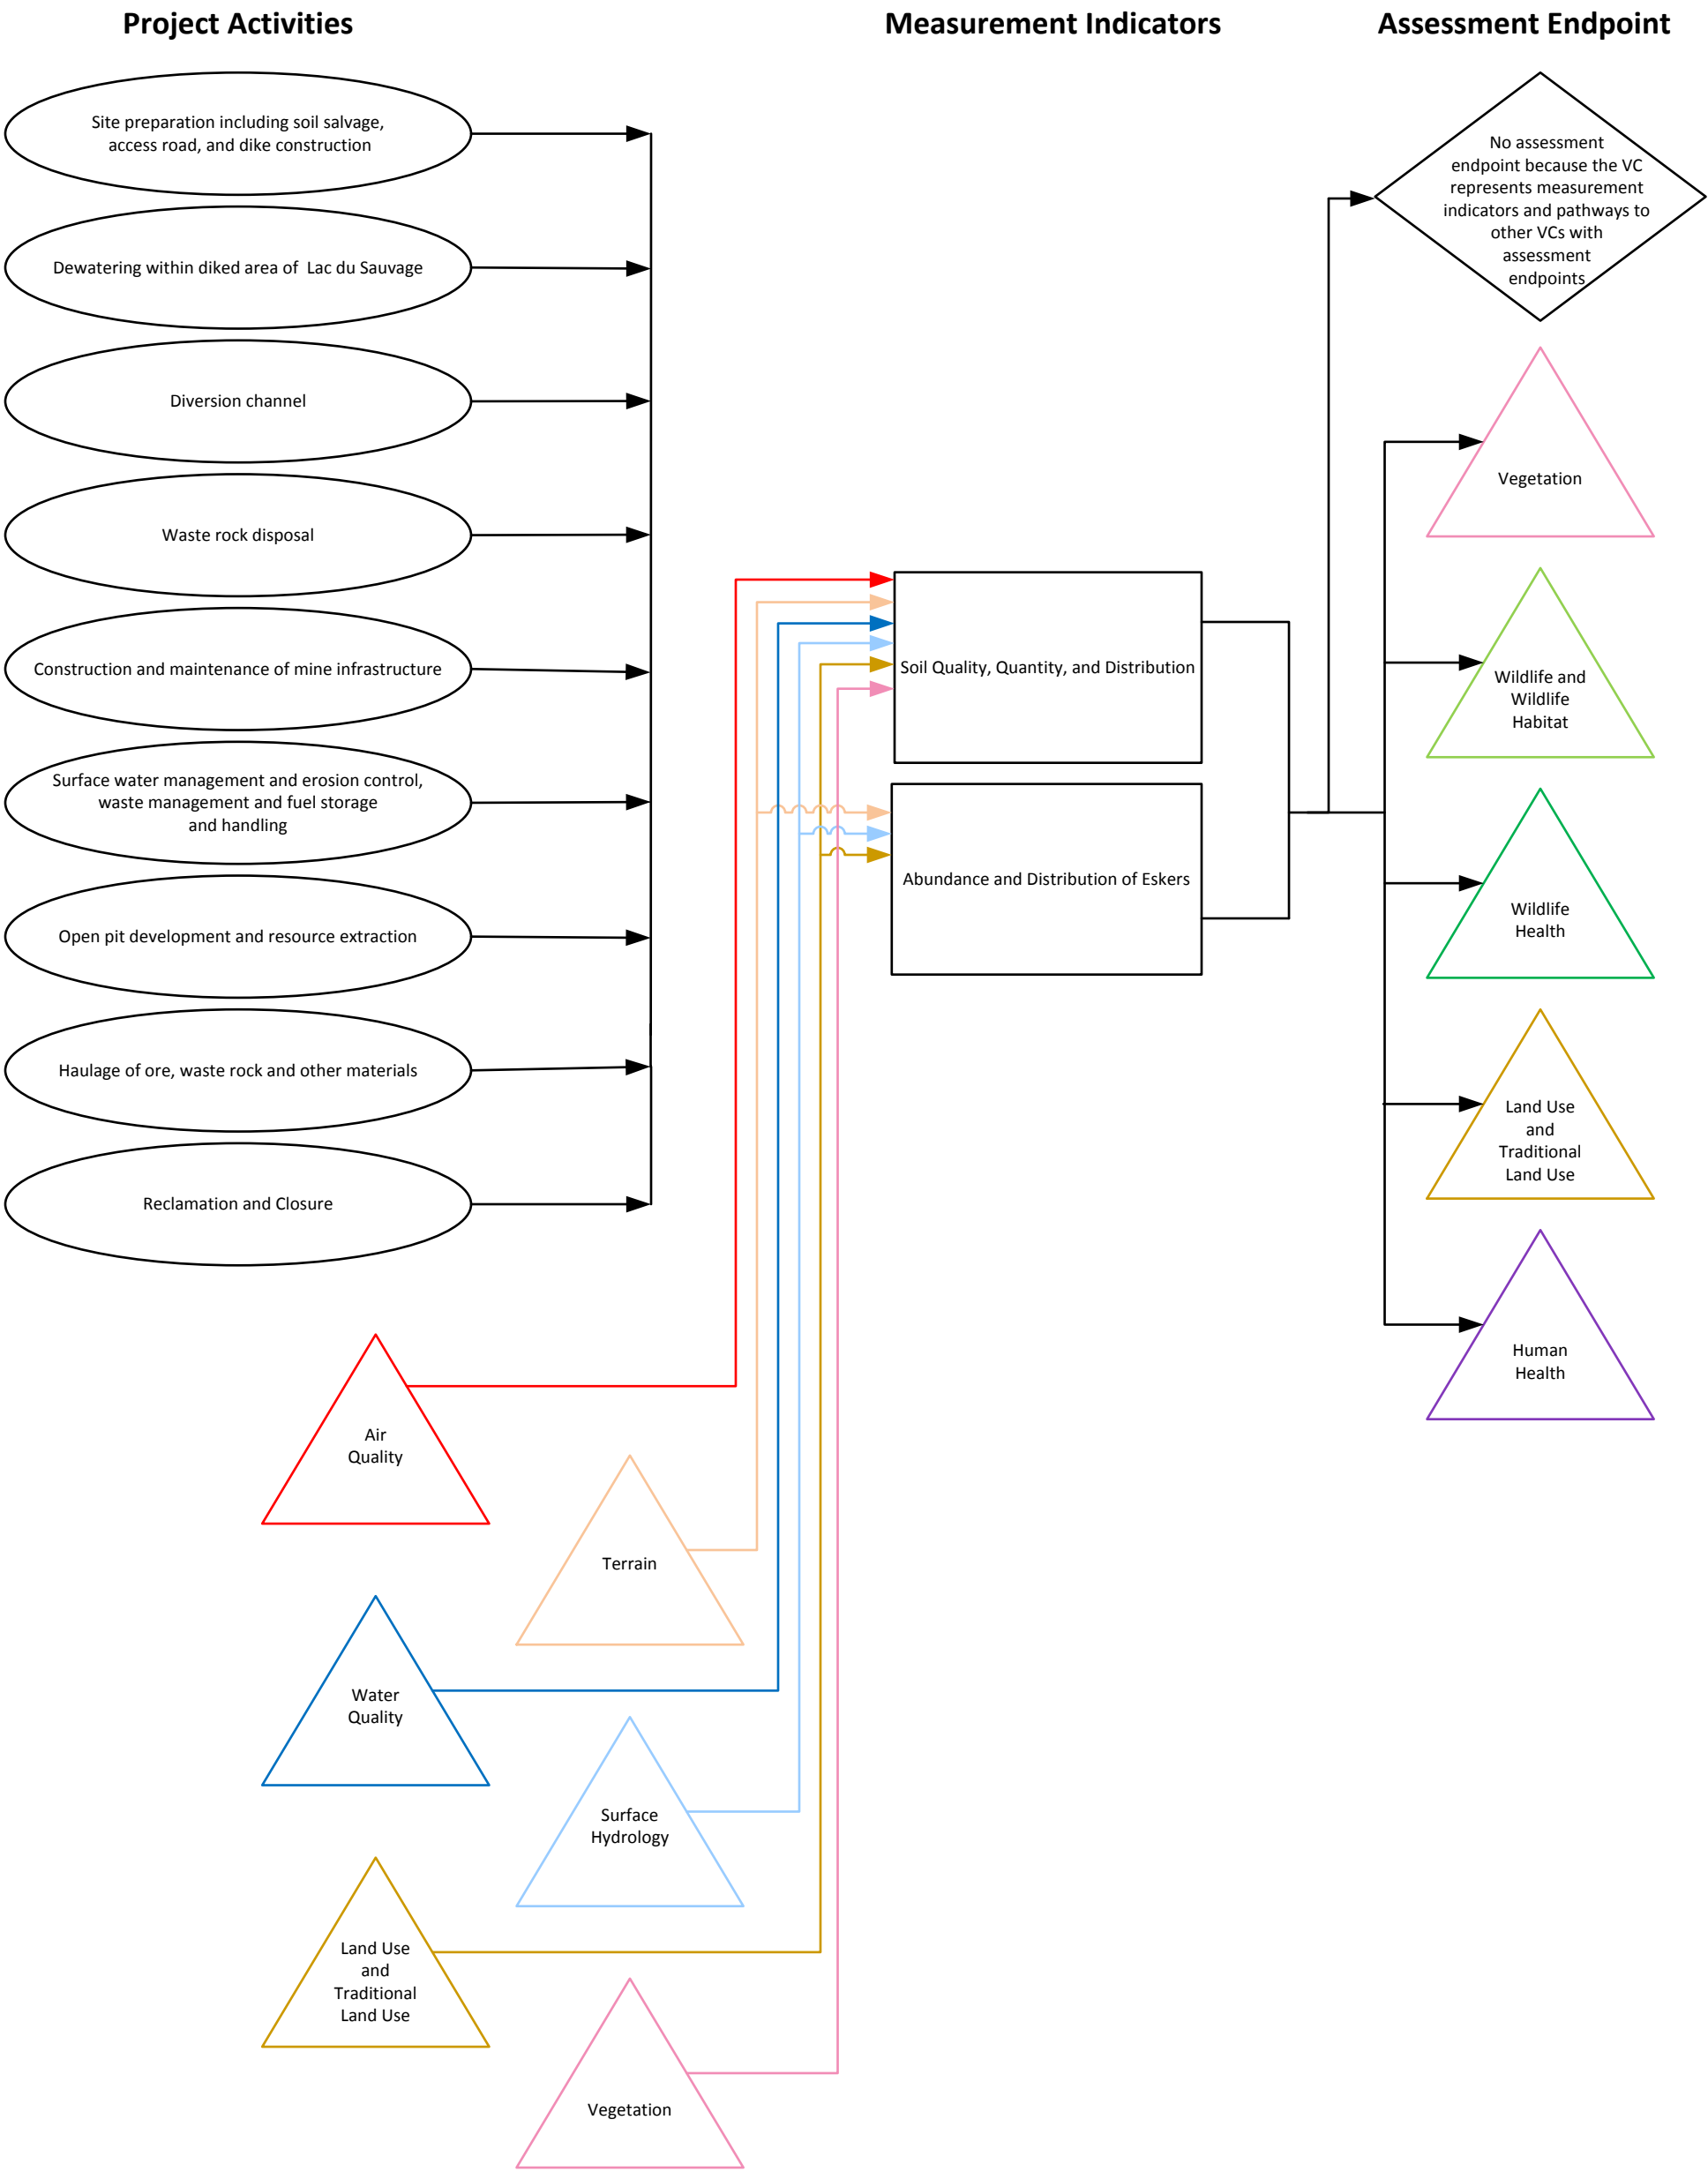 Project Activities
Measurement Indicators
Assessment Endpoint
Site preparation including soil salvage,
access road, and dike construction
Dewatering within diked area of Lac du Sauvage
Diversion channel
Waste rock disposal
Construction and maintenance of mine infrastructure
Surface water management and erosion control,
waste management and fuel storage
and handling
Open pit development and resource extraction
Haulage of ore, waste rock and other materials
Reclamation and Closure
Soil Quality, Quantity, and Distribution
Abundance and Distribution of Eskers
No assessment
endpoint because the VC
represents measurement
indicators and pathways to
other VCs with
assessment
endpoints
Vegetation
Wildlife and
Wildlife
Habitat
Wildlife
Health
Land Use
and
Traditional
Land Use
Human
Health
Air
Quality
Terrain
Water
Quality
Surface
Hydrology
Land Use
and
Traditional
Land Use
Vegetation